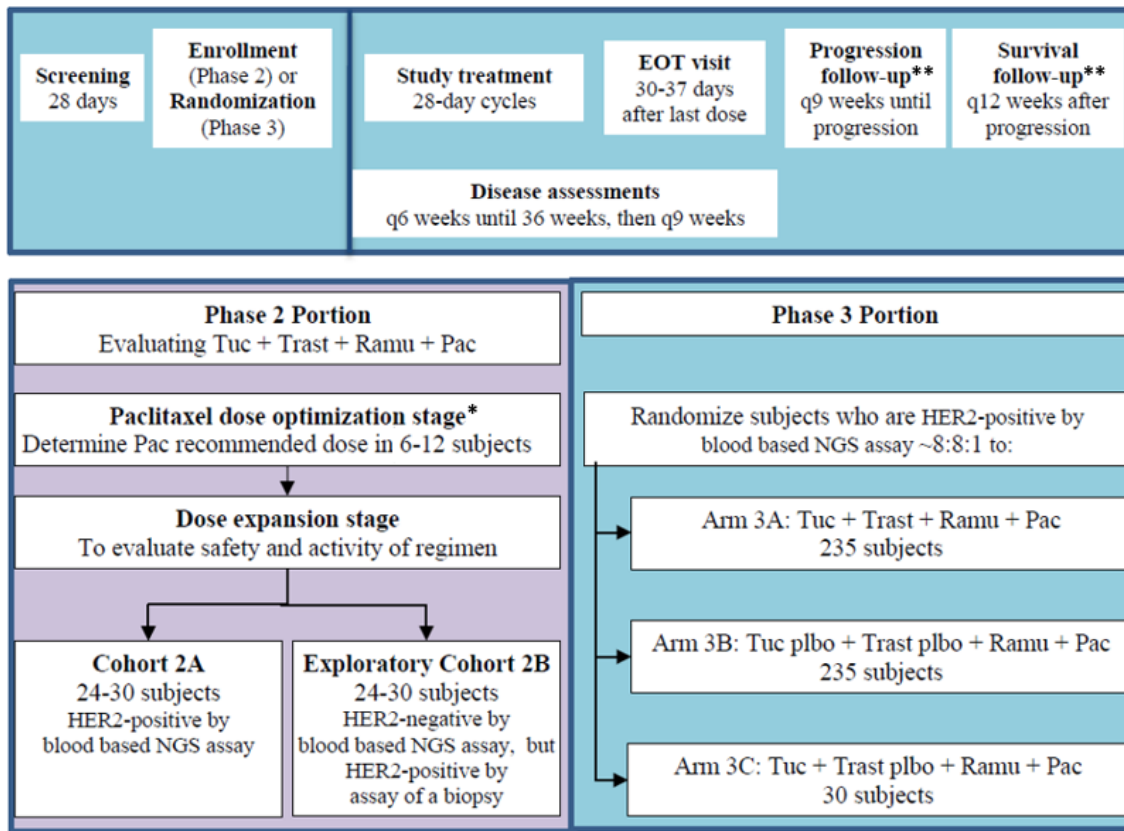 Screening
28 days
Enrollment
(Phase 2) or
Randomization
(Phase 3)
Study treatment
28-day cycles
EOT visit
30-37 days
after last dose
Progression
follow-up**
q9 weeks until
progression
Survival
follow-up**
q12 weeks after
progression
Disease assessments
q6 weeks until 36 weeks, then q9 weeks
Phase 2 Portion
Evaluating Tuc + Trast + Ramu + Pac
Paclitaxel dose optimization stage*
Determine Pac recommended dose in 6-12 subjects
Dose expansion stage
To evaluate safety and activity of regimen
Cohort 2A
24-30 subjects
HER2-positive by
blood based NGS assay
Exploratory Cohort 2B
24-30 subjects
HER2-negative by
blood based NGS assay, but
HER2-positive by
assay of a biopsy
Phase 3 Portion
Randomize subjects who are HER2-positive by
blood based NGS assay ~8:8:1 to:
Arm 3A: Tuc + Trast + Ramu + Pac
235 subjects
Arm 3B: Tuc plbo + Trast plbo + Ramu + Pac
235 subjects
Arm 3C: Tuc + Trast plbo + Ramu + Pac
30 subjects